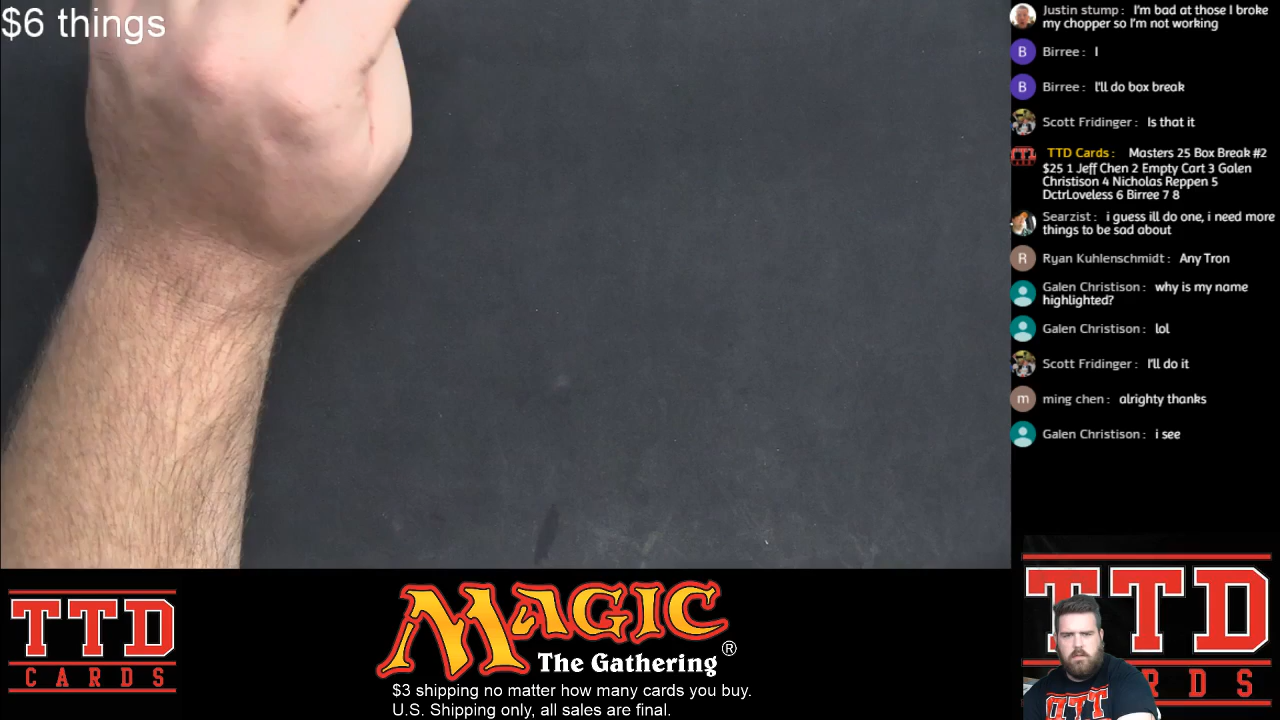 $6 things
Justin stump : I'm bad at those I broke
my chopper so I'm not working
B
Birree : I
B
Birree : I'll do box break
Scott Fridinger : Is that it
TTD Cards : Masters 25 Box Break #2
$25 1 Jeff Chen 2 Empty Cart 3 Galen
Christison 4 Nicholas Reppen 5
DctrLoveless 6 Birree 7 8
Searzist : i guess ill do one, i need more
things to be sad about
R
Ryan Kuhlenschmidt : Any Tron
Galen Christison : why is my name
highlighted?
Galen Christison : lol
Scott Fridinger : I'll do it
m
ming chen : alrighty thanks
Galen Christison : i see
TTD
CARDS
MAGIC
The Gathering®
$3 shipping no matter how many cards you buy.
U.S. Shipping only, all sales are final.
TTD
RDS